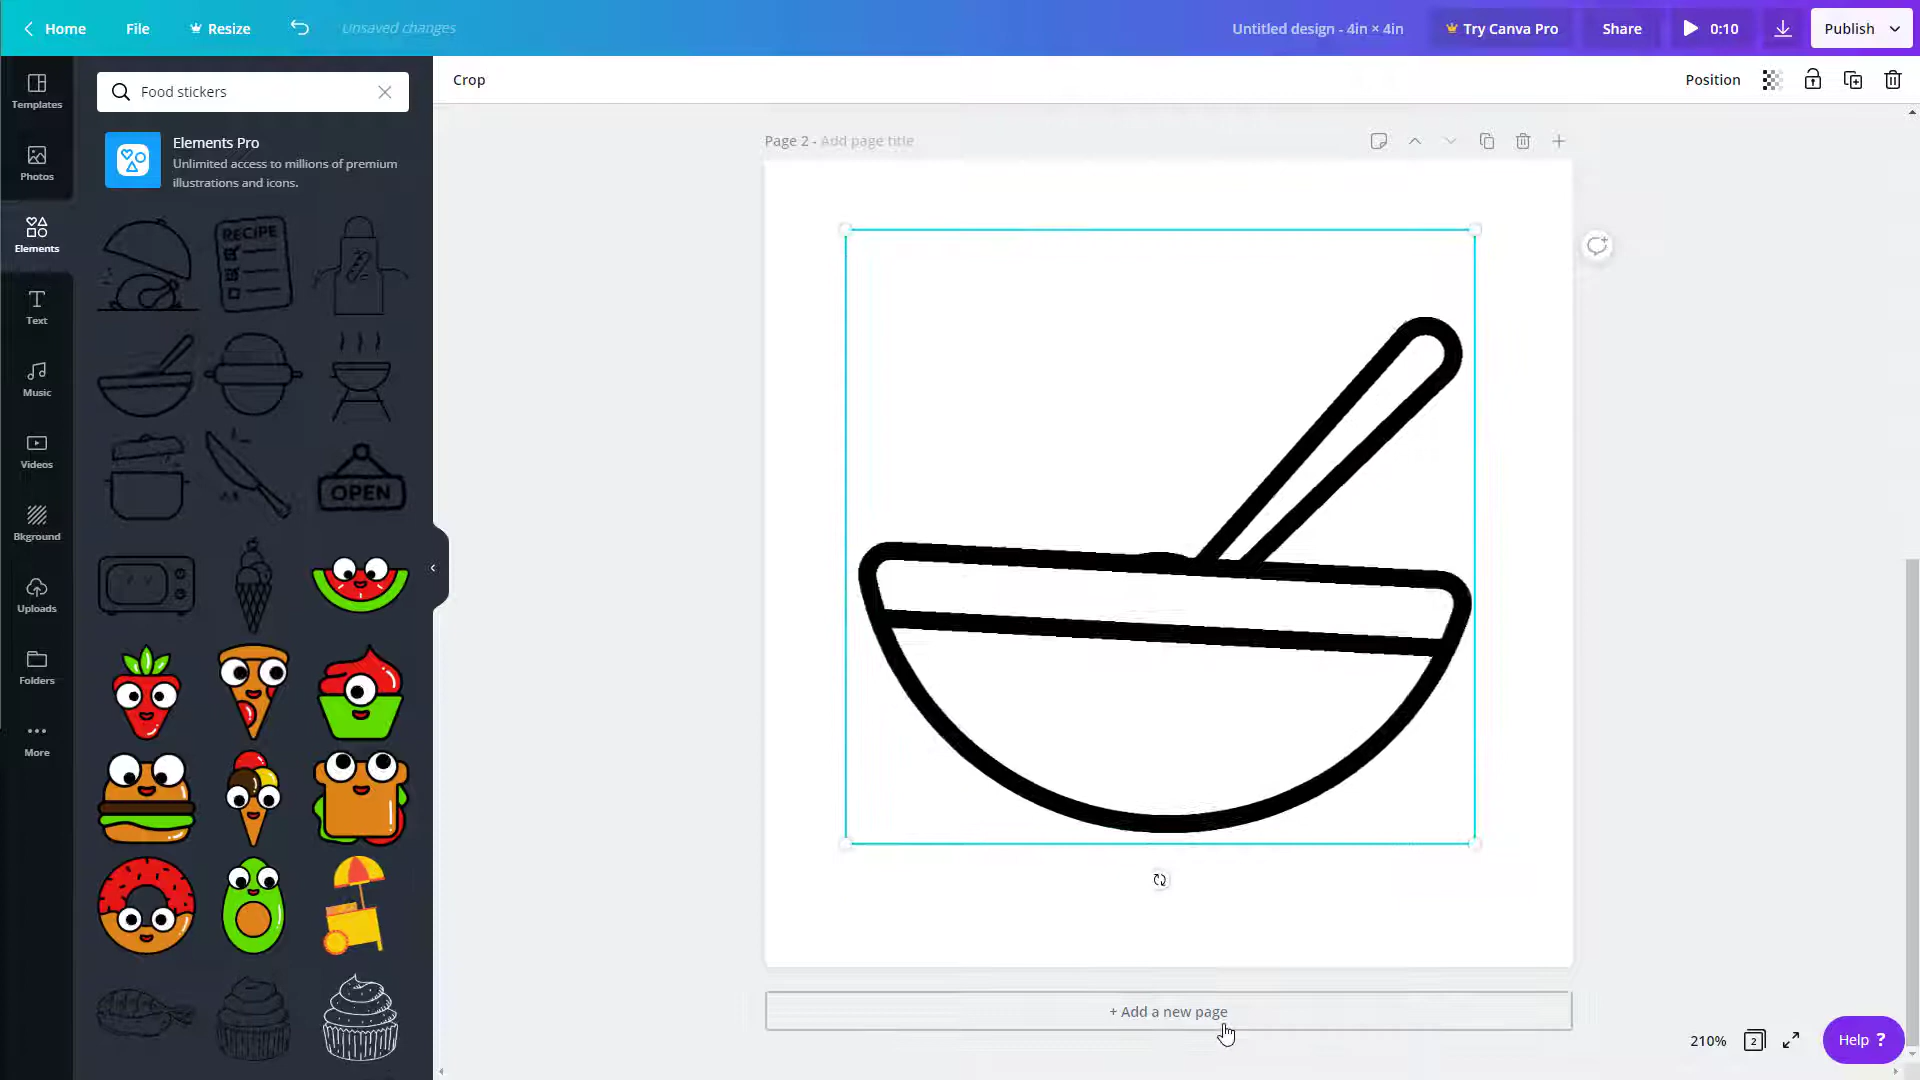 Home
File
Resize
Unsaved changes
Untitled design - 4in × 4in
Try Canva Pro
Share
0:10
Publish
Templates
Photos
Elements
Text
Music
Videos
Bkground
Uploads
Folders
More
Food stickers
Elements Pro
Unlimited access to millions of premium
illustrations and icons.
RECIPE
OPEN
Crop
Position
Page 2 - Add page title
+ Add a new page
210%
2
Help ?